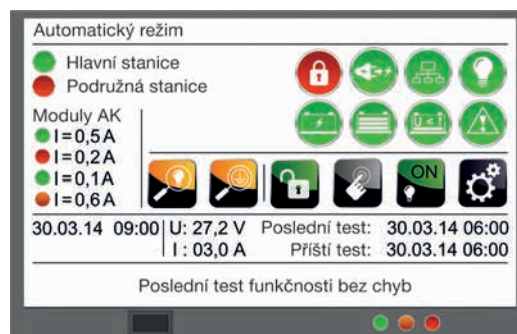 Automatický režim
Hlavní stanice
Podružná stanice
Moduly AK
I=0,5A
I=0,2A
I=0,1A
I=0,6A
U<!
ON
30.03.14 09:00 U: 27,2 V Poslední test: 30.03.14 06:00
I : 03,0 A Příští test: 30.03.14 06:00
Poslední test funkčnosti bez chyb